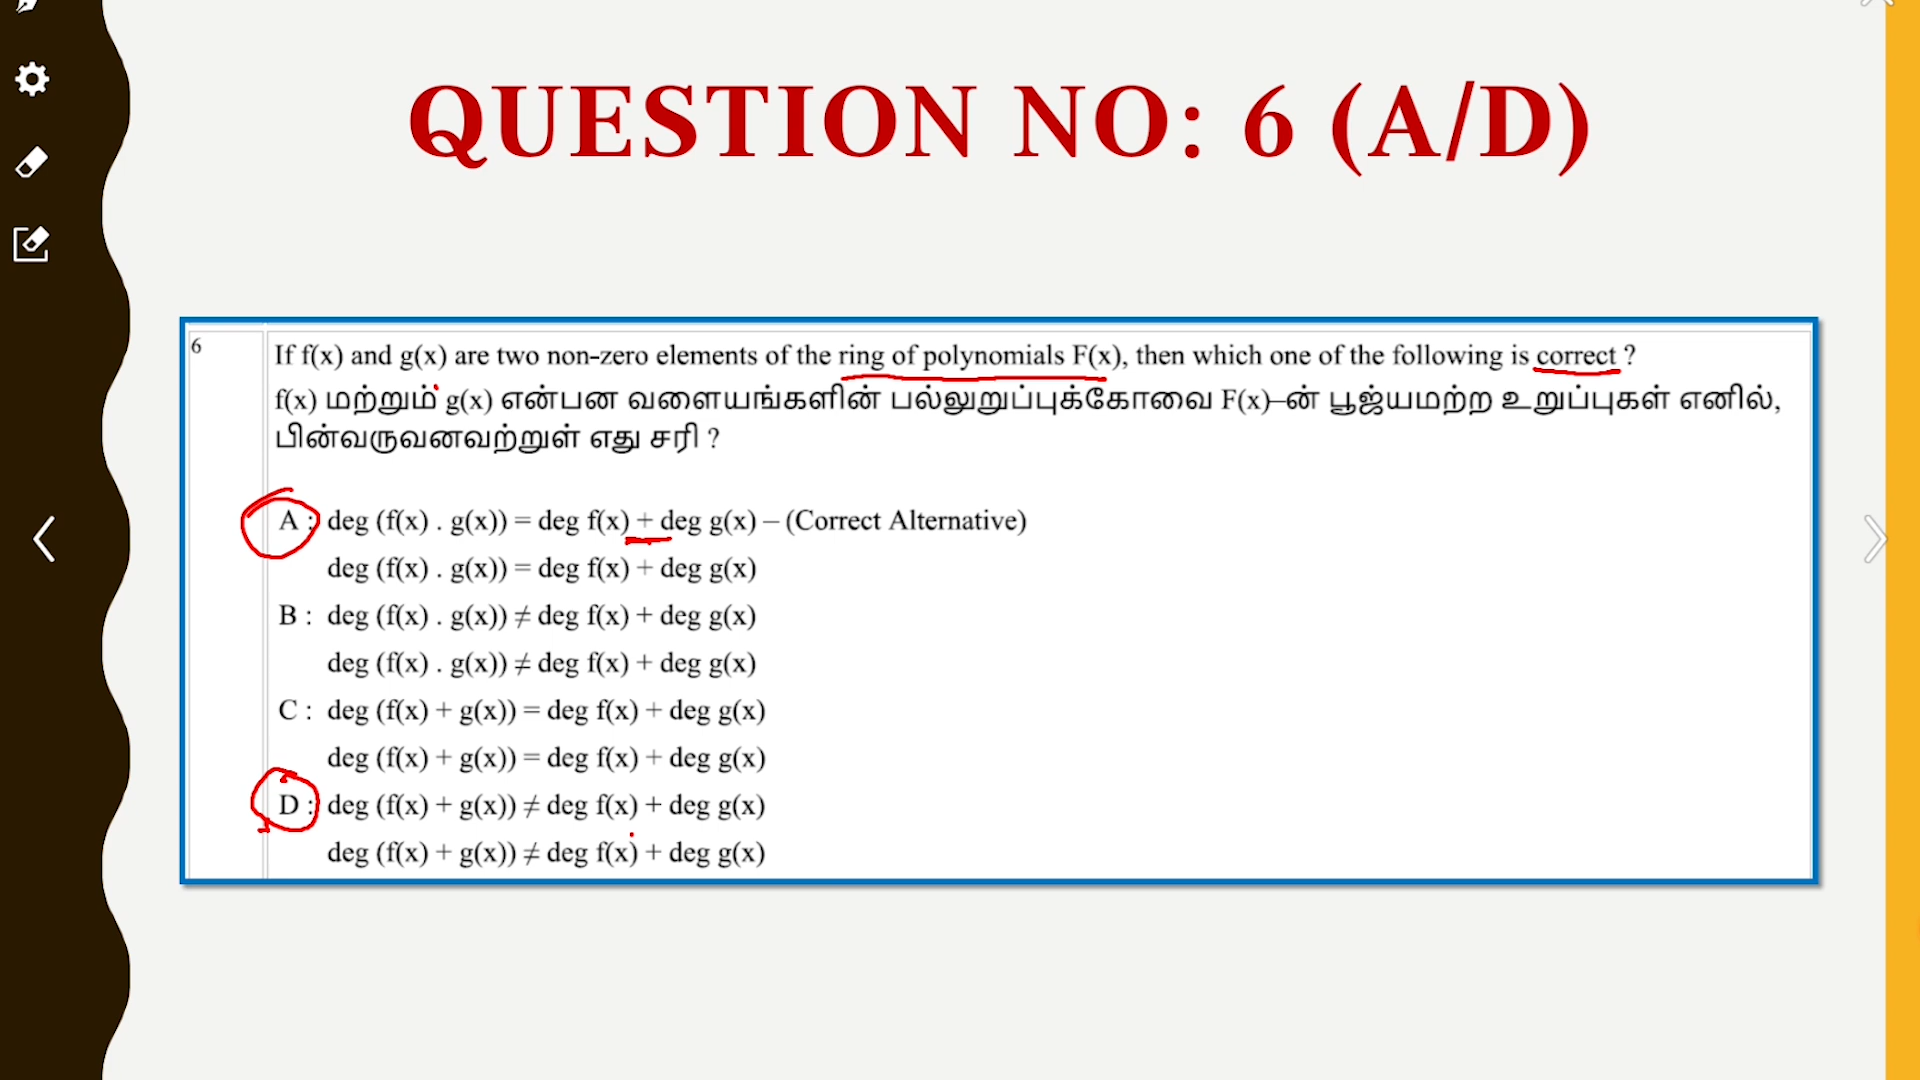 QUESTION NO: 6 (A/D)
6
If f(x) and g(x) are two non-zero elements of the ring of polynomials F(x), then which one of the following is correct ?
f(x) மற்றும் g(x) என்பன வளையங்களின் பல்லுறுப்புக்கோவை F(x)–ன் பூஜ்யமற்ற உறுப்புகள் எனில்,
பின்வருவனவற்றுள் எது சரி ?
A : deg (f(x) . g(x)) = deg f(x) + deg g(x) – (Correct Alternative)
deg (f(x) . g(x)) = deg f(x) + deg g(x)
B : deg (f(x) . g(x)) ≠ deg f(x) + deg g(x)
deg (f(x) . g(x)) ≠ deg f(x) + deg g(x)
C : deg (f(x) + g(x)) = deg f(x) + deg g(x)
deg (f(x) + g(x)) = deg f(x) + deg g(x)
D : deg (f(x) + g(x)) ≠ deg f(x) + deg g(x)
deg (f(x) + g(x)) ≠ deg f(x) + deg g(x)